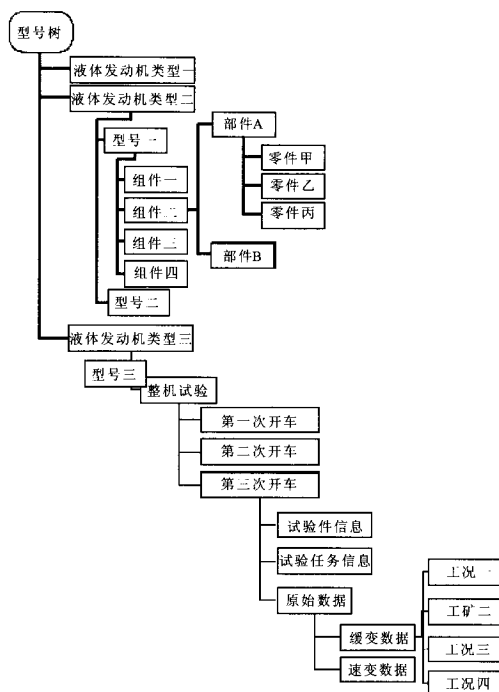 型号树
液体发动机类型一
液体发动机类型二
型号一
组件一
组件二
组件三
组件四
部件A
零件甲
零件乙
零件丙
部件B
型号二
液体发动机类型三
型号三
整机试验
第一次开车
第二次开车
第三次开车
试验件信息
试验任务信息
原始数据
缓变数据
速变数据
工况一
工矿二
工况三
工况四